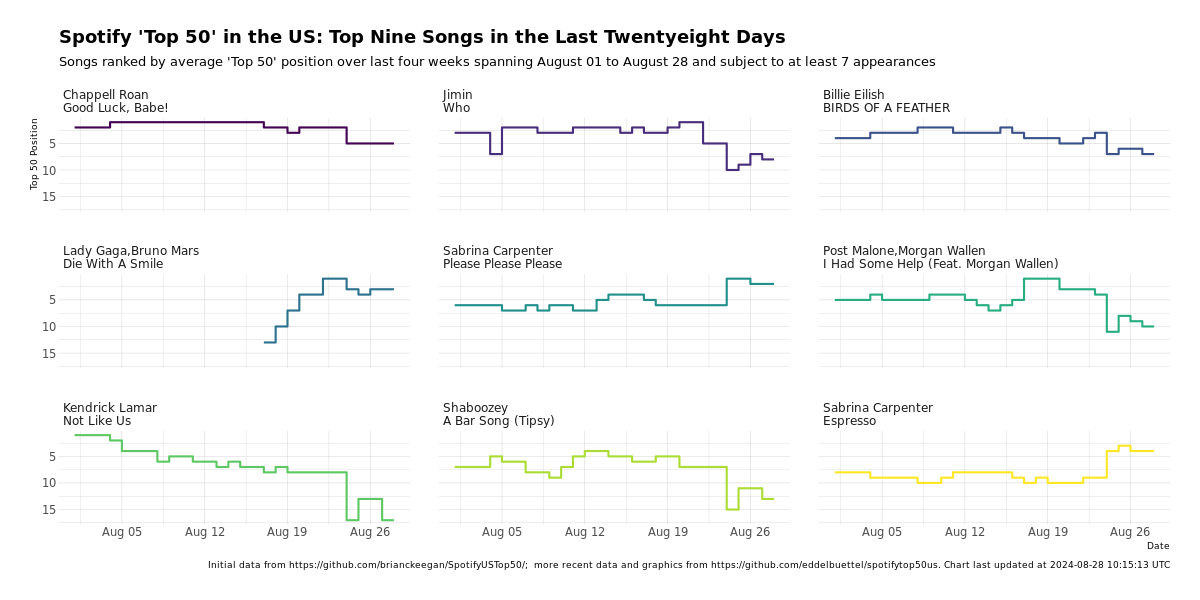 Spotify 'Top 50' in the US: Top Nine Songs in the Last Twentyeight Days
Songs ranked by average 'Top 50' position over last four weeks spanning August 01 to August 28 and subject to at least 7 appearances
Chappell Roan
Good Luck, Babe!
Jimin
Who
Billie Eilish
BIRDS OF A FEATHER
Top 50 Position
5
10
15
Lady Gaga,Bruno Mars
Die With A Smile
Sabrina Carpenter
Please Please Please
Post Malone,Morgan Wallen
I Had Some Help (Feat. Morgan Wallen)
5
10
15
Kendrick Lamar
Not Like Us
Shaboozey
A Bar Song (Tipsy)
Sabrina Carpenter
Espresso
5
10
15
Aug 05 Aug 12 Aug 19 Aug 26 Aug 05 Aug 12 Aug 19 Aug 26 Aug 05 Aug 12 Aug 19 Aug 26
Date
Initial data from https://github.com/brianckeegan/SpotifyUSTop50/; more recent data and graphics from https://github.com/eddelbuettel/spotifytop50us. Chart last updated at 2024-08-28 10:15:13 UTC